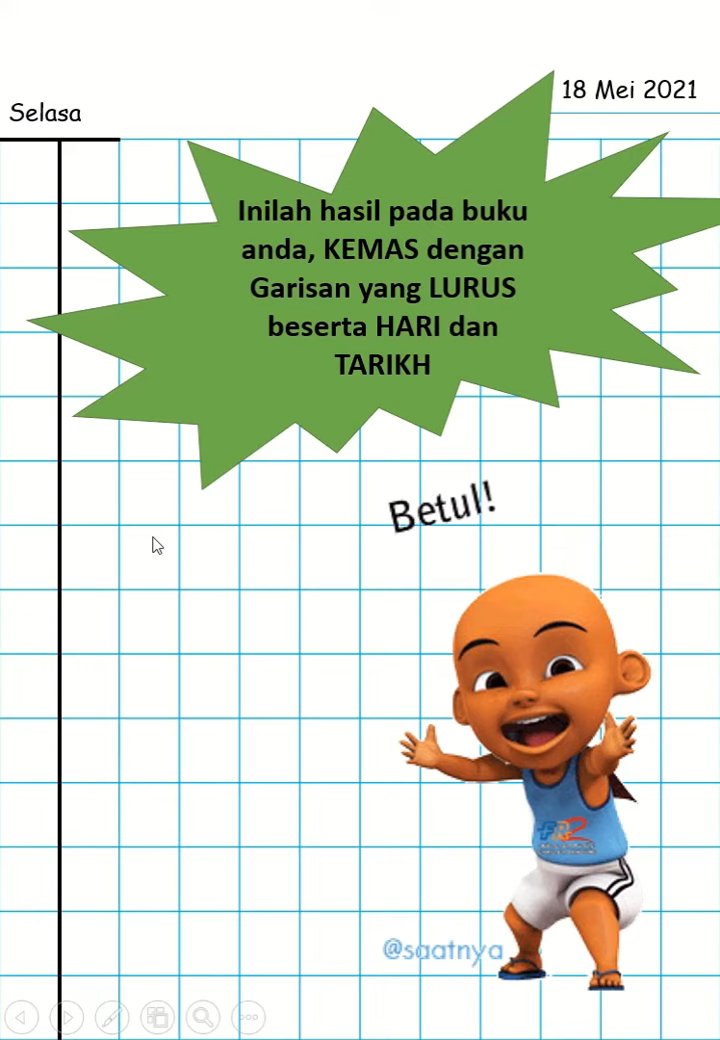 18 Mei 2021
Selasa
Inilah hasil pada buku
anda, KEMAS dengan
Garisan yang LURUS
beserta HARI dan
TARIKH
Betul!
@saatnya